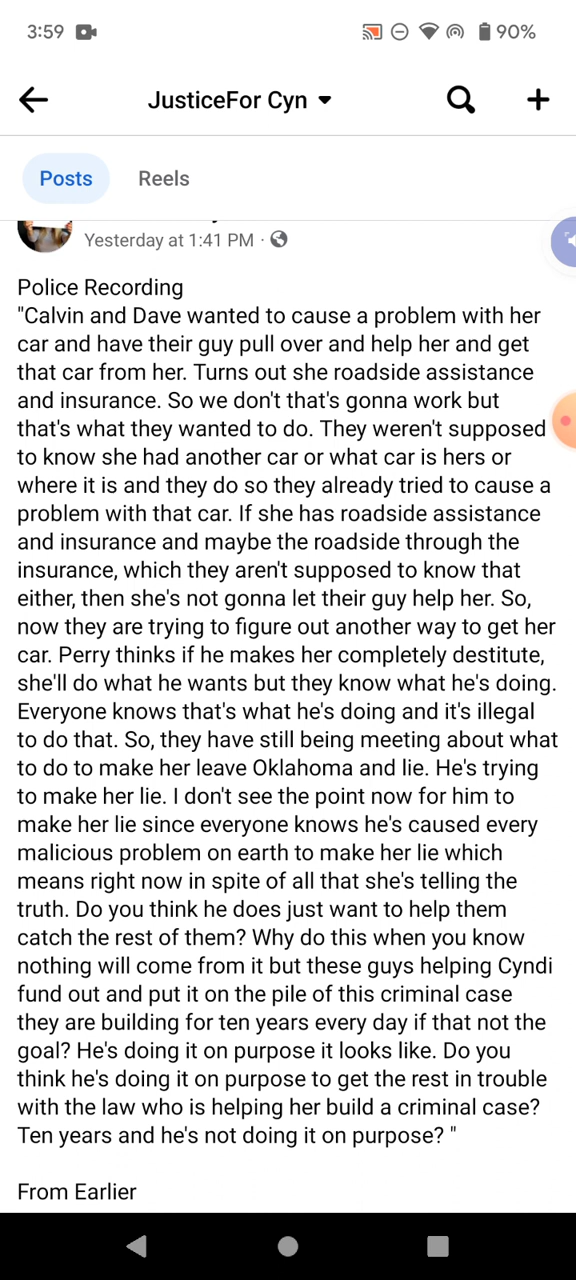 3:59
90%
JusticeFor Cyn
Posts Reels
Yesterday at 1:41 PM ·
Police Recording
"Calvin and Dave wanted to cause a problem with her
car and have their guy pull over and help her and get
that car from her. Turns out she roadside assistance
and insurance. So we don't that's gonna work but
that's what they wanted to do. They weren't supposed
to know she had another car or what car is hers or
where it is and they do so they already tried to cause a
problem with that car. If she has roadside assistance
and insurance and maybe the roadside through the
insurance, which they aren't supposed to know that
either, then she's not gonna let their guy help her. So,
now they are trying to figure out another way to get her
car. Perry thinks if he makes her completely destitute,
she'll do what he wants but they know what he's doing.
Everyone knows that's what he's doing and it's illegal
to do that. So, they have still being meeting about what
to do to make her leave Oklahoma and lie. He's trying
to make her lie. I don't see the point now for him to
make her lie since everyone knows he's caused every
malicious problem on earth to make her lie which
means right now in spite of all that she's telling the
truth. Do you think he does just want to help them
catch the rest of them? Why do this when you know
nothing will come from it but these guys helping Cyndi
fund out and put it on the pile of this criminal case
they are building for ten years every day if that not the
goal? He's doing it on purpose it looks like. Do you
think he's doing it on purpose to get the rest in trouble
with the law who is helping her build a criminal case?
Ten years and he's not doing it on purpose? "
From Earlier